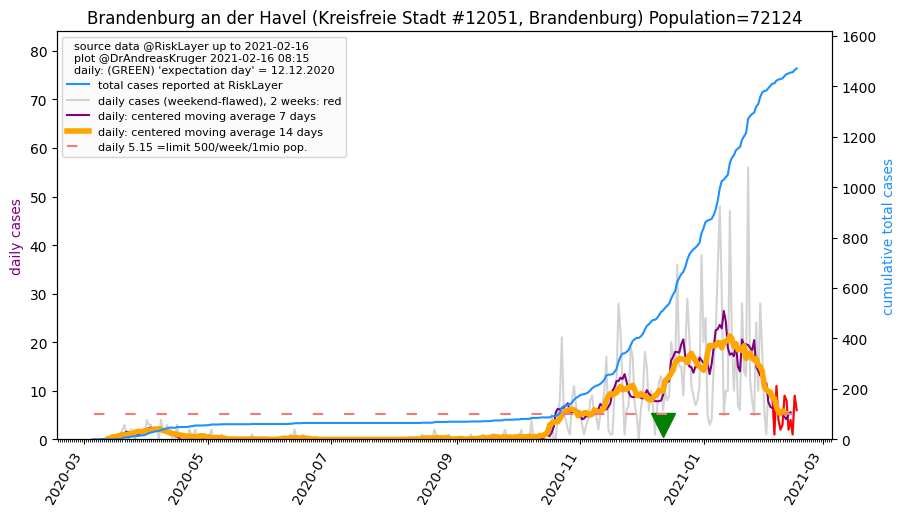 Brandenburg an der Havel (Kreisfreie Stadt #12051, Brandenburg) Population=72124
source data @RiskLayer up to 2021-02-16
plot @DrAndreasKruger 2021-02-16 08:15
daily: (GREEN) 'expectation day' = 12.12.2020
total cases reported at RiskLayer
daily cases (weekend-flawed), 2 weeks: red
daily: centered moving average 7 days
daily: centered moving average 14 days
daily 5.15 =limit 500/week/1mio pop.
daily cases
80
70
60
50
40
30
20
10
0
cumulative total cases
1600
1400
1200
1000
800
600
400
200
0
2020-03
2020-05
2020-07
2020-09
2020-11
2021-01
2021-03